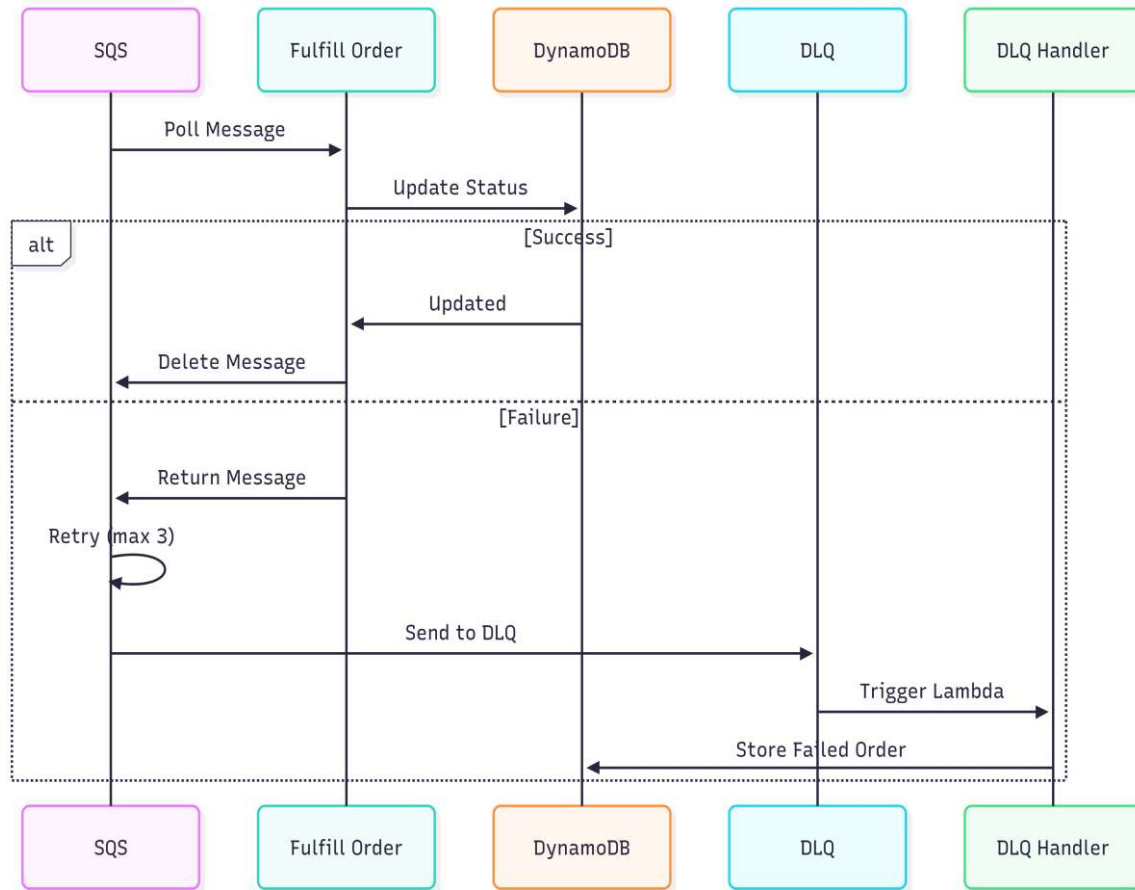 SQS
Fulfill Order
DynamoDB
DLQ
DLQ Handler
Poll Message
Update Status
alt
[Success]
Updated
Delete Message
[Failure]
Return Message
Retry (max 3)
Send to DLQ
Trigger Lambda
Store Failed Order
SQS
Fulfill Order
DynamoDB
DLQ
DLQ Handler